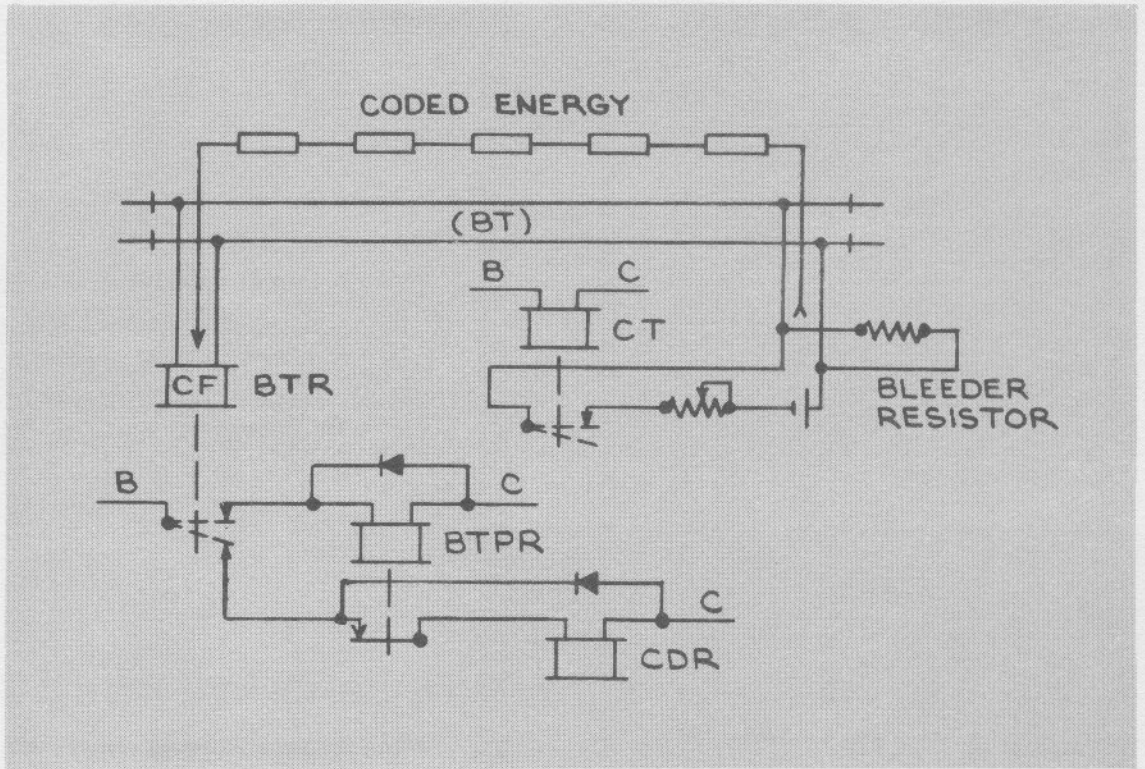 CODED ENERGY
(BT)
B C
CT
CF BTR
BLEEDER
RESISTOR
B
C
BTPR
C
CDR